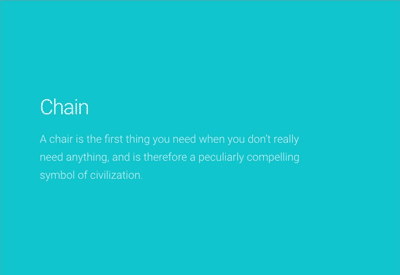 Chain
A chair is the first thing you need when you don't really
need anything, and is therefore a peculiarly compelling
symbol of civilization.